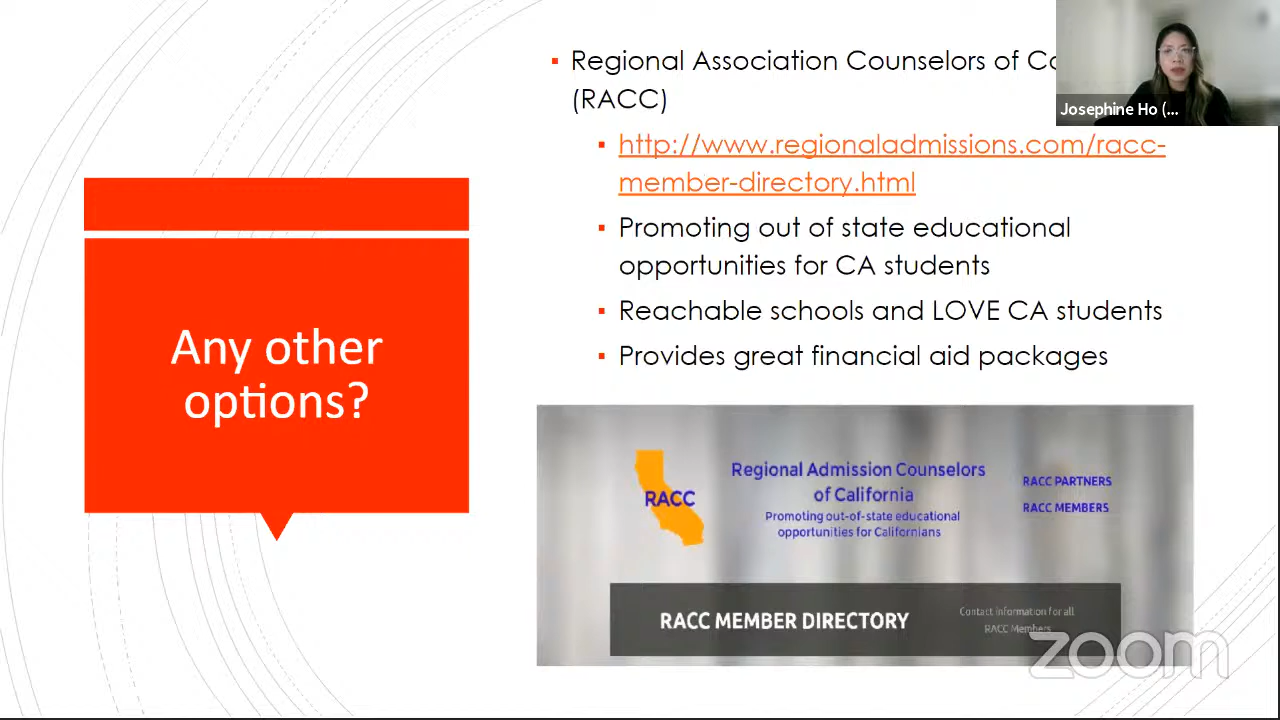 Regional Association Counselors of
(RACC)
http://www.regionaladmissions.com/racc-
member-directory.html
Promoting out of state educational
opportunities for CA students
Reachable schools and LOVE CA students
Provides great financial aid packages
Any other
options?
Josephine Ho (...
RACC
Regional Admission Counselors
of California
Promoting out-of-state educational
opportunities for Californians
RACC PARTNERS
RACC MEMBERS
RACC MEMBER DIRECTORY
Contact information for all
RACC Members
zoom